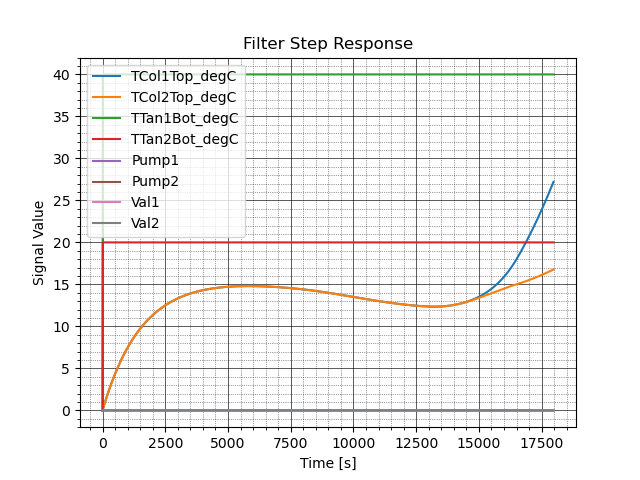 Filter Step Response
Signal Value
40
35
30
25
20
15
10
5
0
TCol1Top_degC
TCol2Top_degC
TTan1Bot_degC
TTan2Bot_degC
Pump1
Pump2
Val1
Val2
0 2500 5000 7500 10000 12500 15000 17500
Time [s]